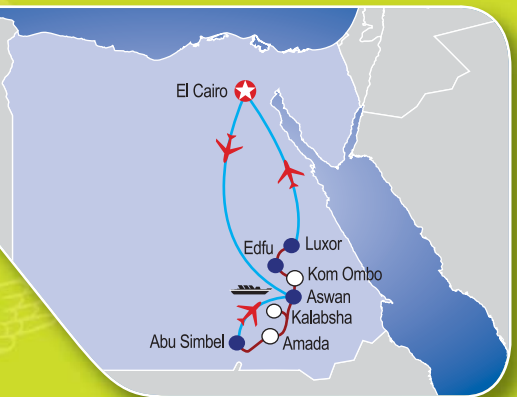 El Cairo
Luxor
Edfu
Kom Ombo
Aswan
Kalabsha
Abu Simbel
Amada